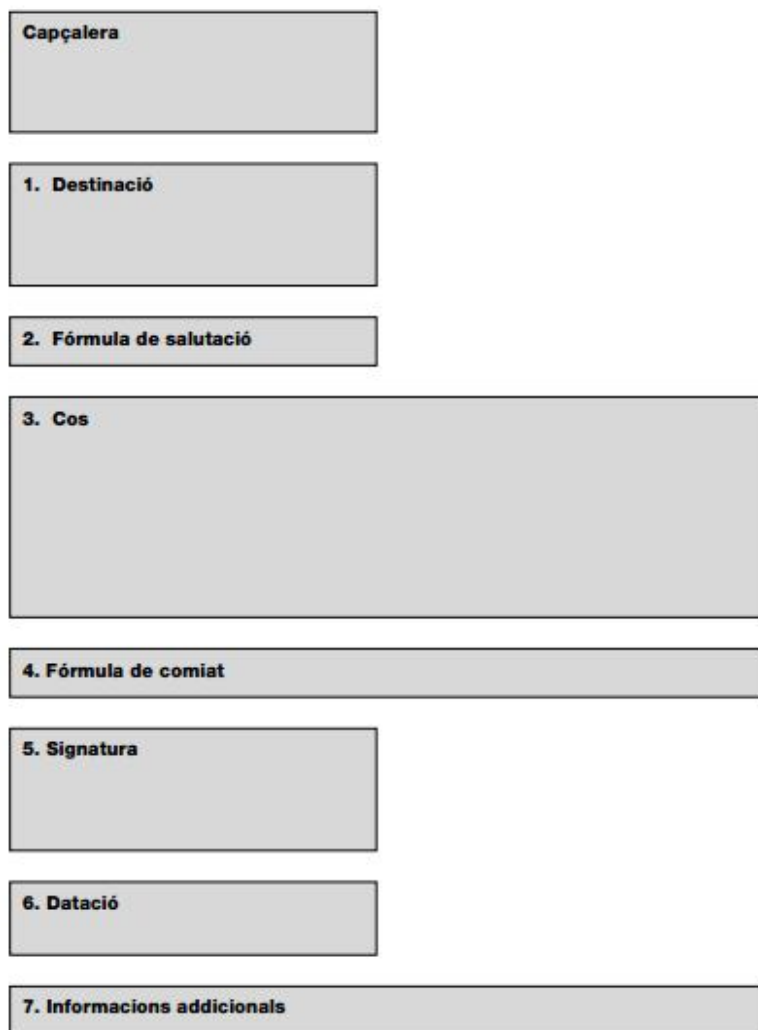 Capçalera
1. Destinació
2. Fórmula de salutació
3. Cos
4. Fórmula de comiat
5. Signatura
6. Datació
7. Informacions addicionals